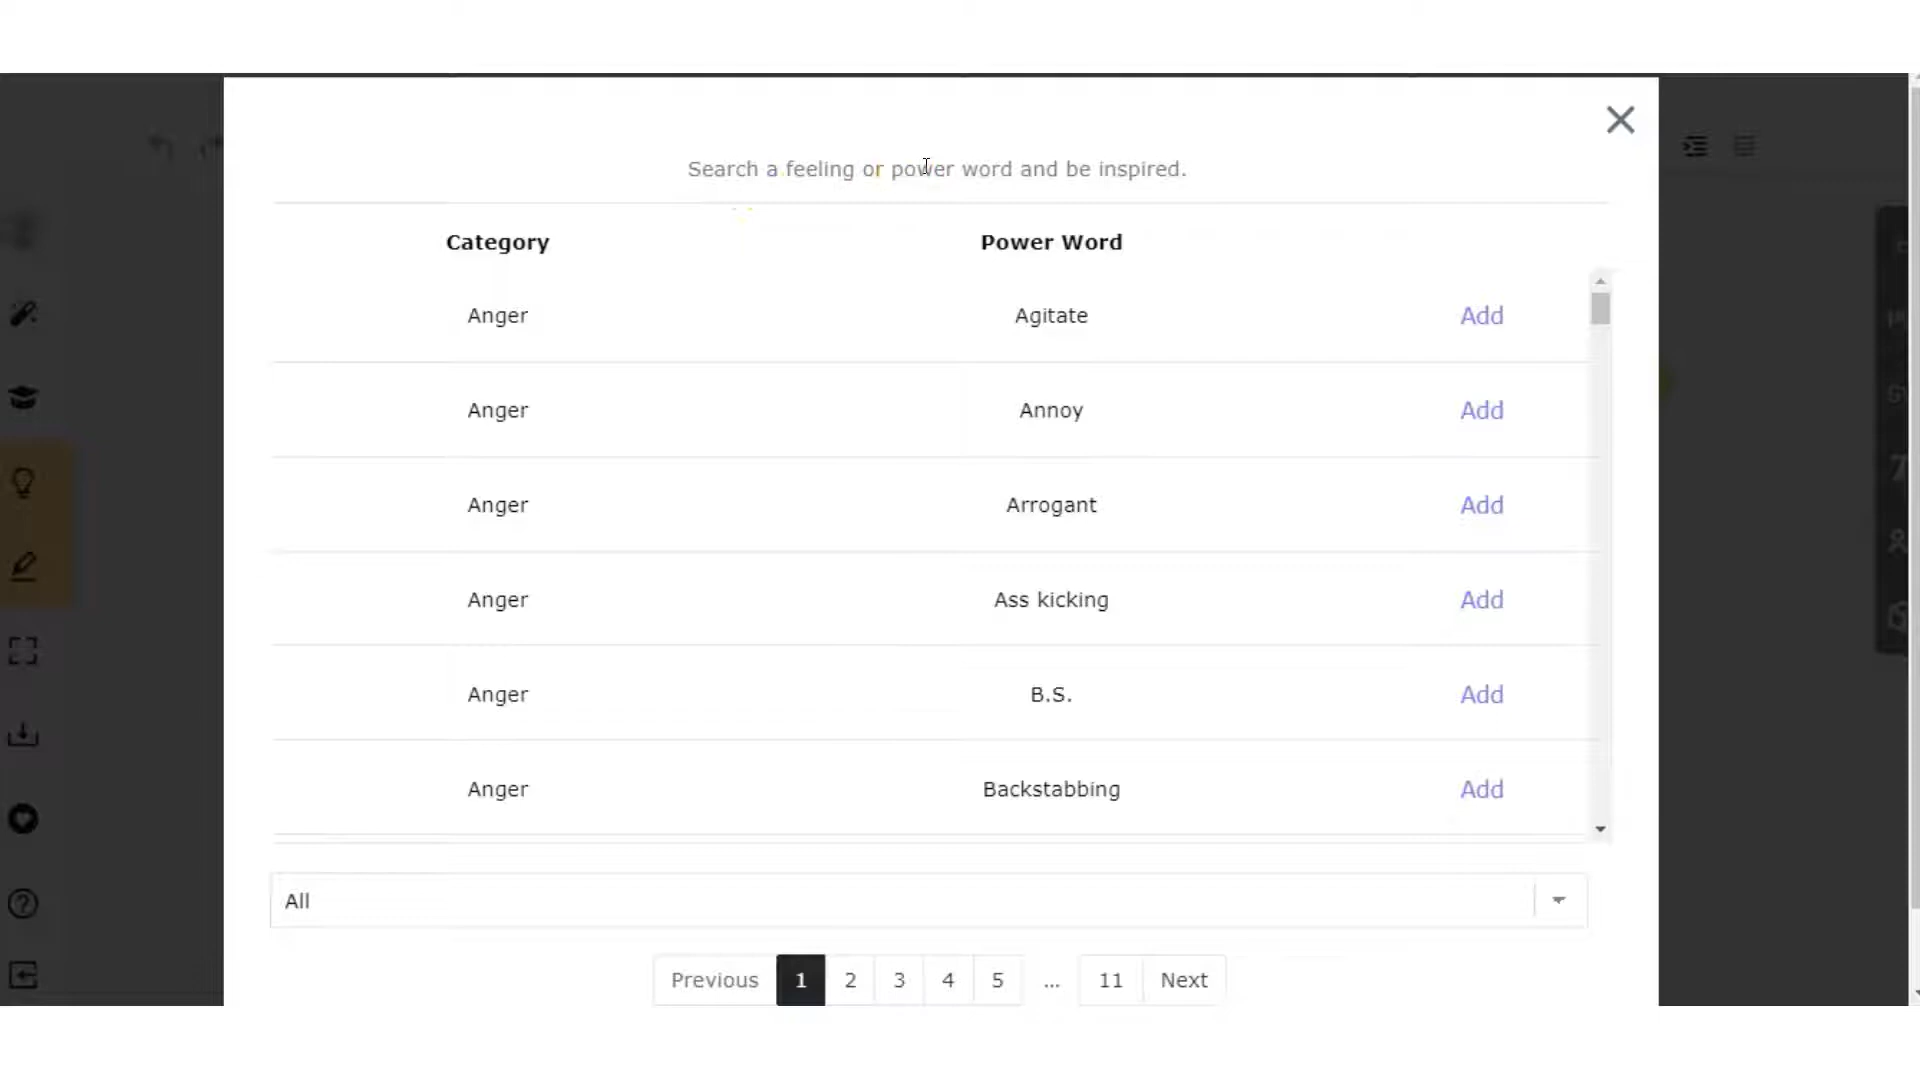 Search a feeling or power word and be inspired.
Category Power Word
Anger Agitate Add
Anger Annoy Add
Anger Arrogant Add
Anger Ass kicking Add
Anger B.S. Add
Anger Backstabbing Add
All
Previous 1 2 3 4 5 ... 11 Next